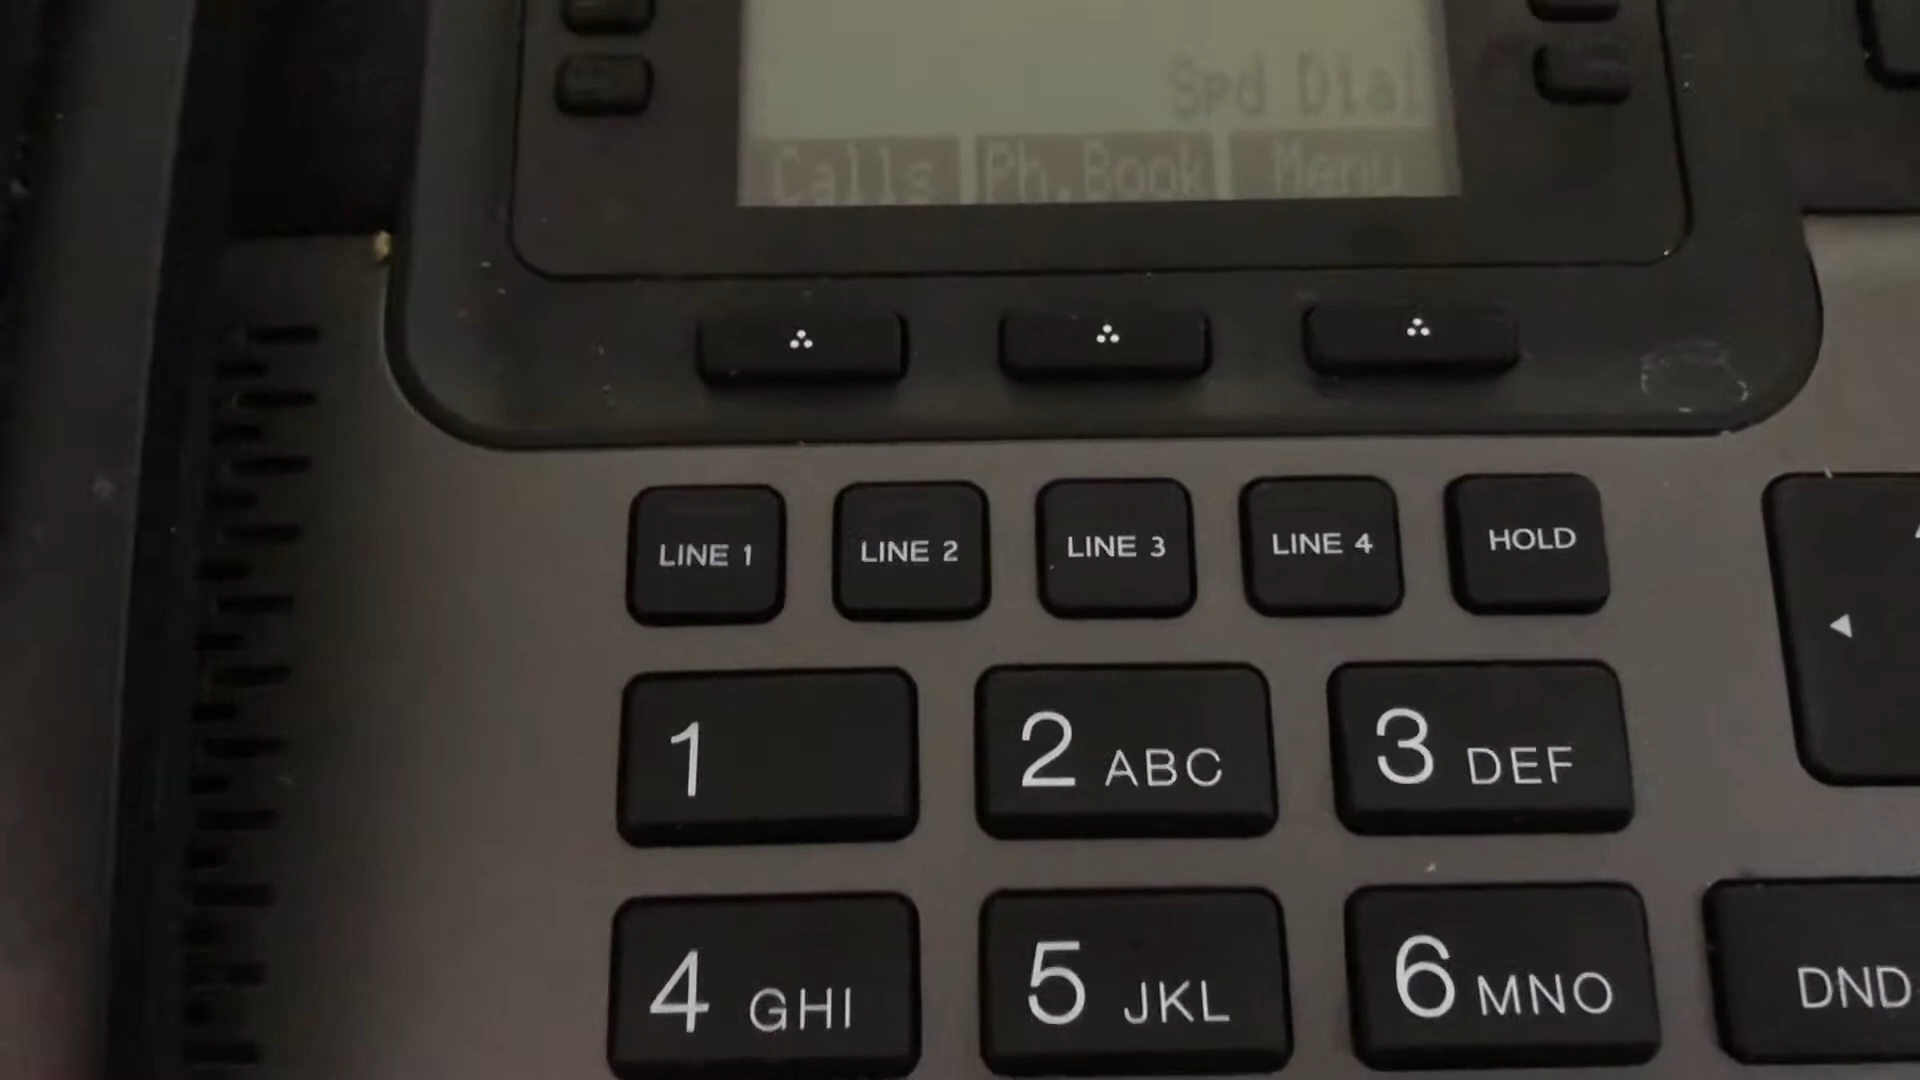 Spd Dial
Calls Ph.Book Menu
LINE 1 LINE 2 LINE 3 LINE 4 HOLD
1 2 ABC 3 DEF
4 GHI 5 JKL 6 MNO DND